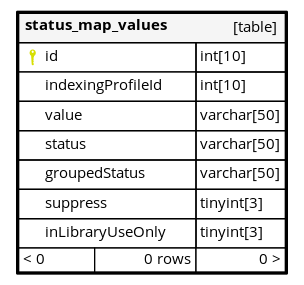 status_map_values [table]
id int[10]
indexingProfileId int[10]
value varchar[50]
status varchar[50]
groupedStatus varchar[50]
suppress tinyint[3]
inLibraryUseOnly tinyint[3]
< 0 0 rows 0 >